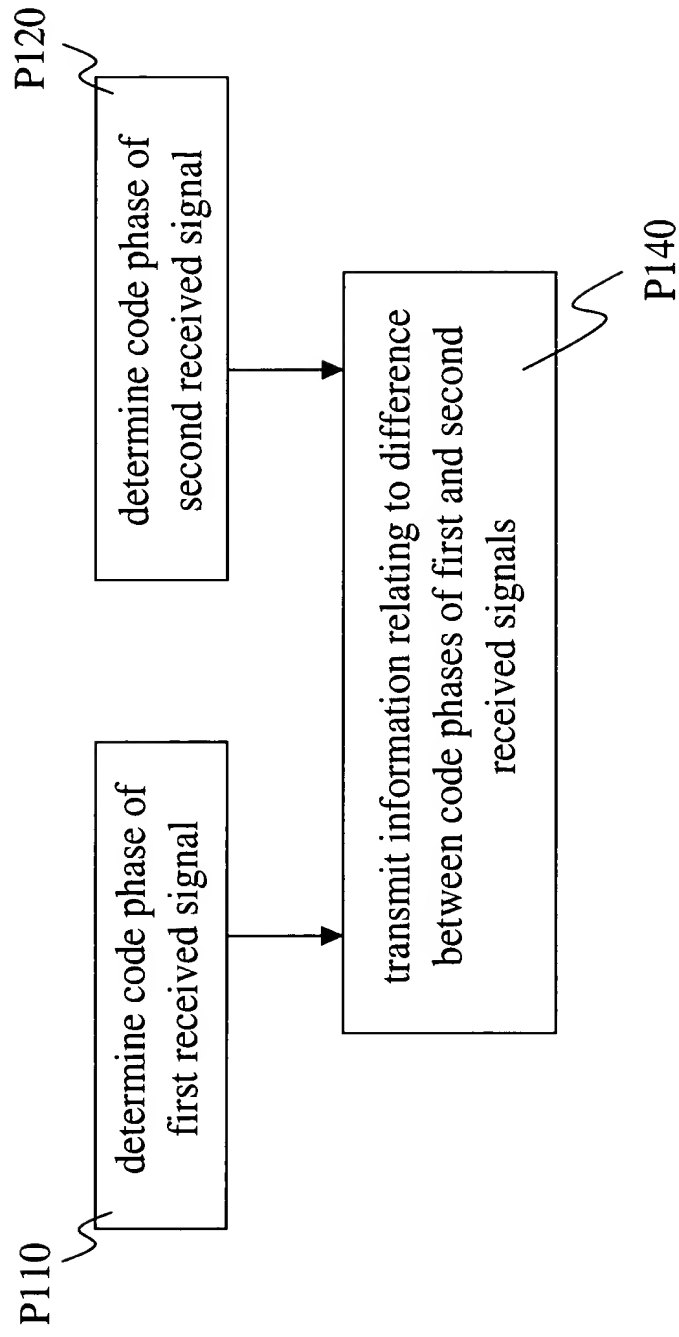 P110
determine code phase of
first received signal
P120
determine code phase of
second received signal
transmit information relating to difference
between code phases of first and second
received signals
P140